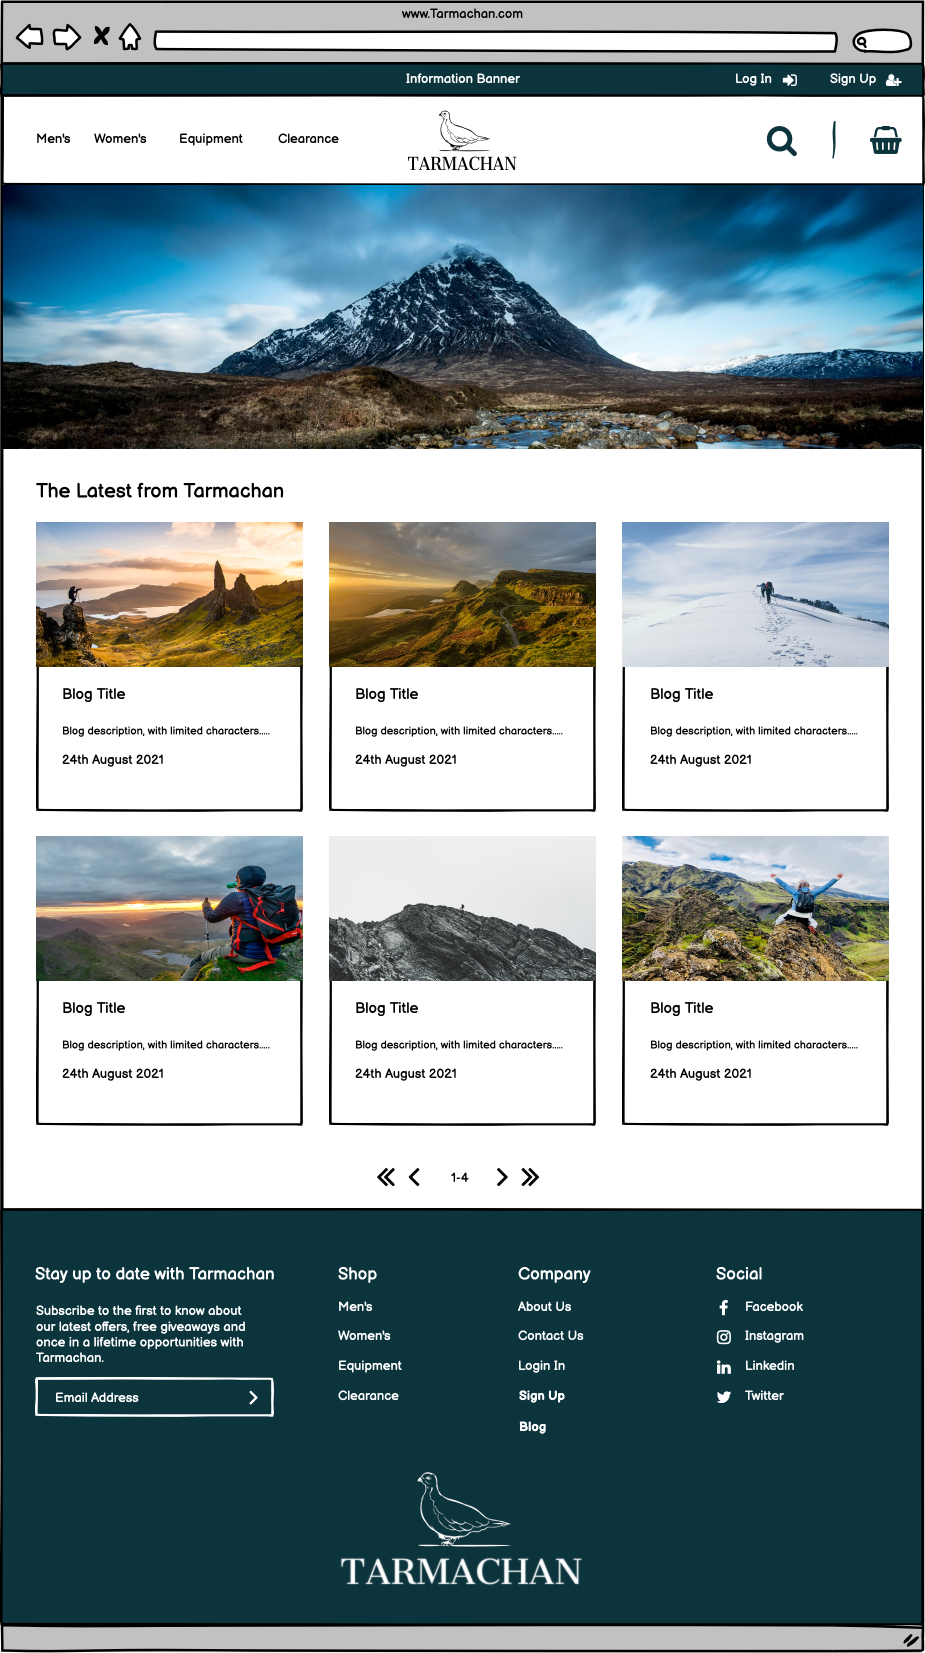 www.Tarmachan.com
Information Banner
Log In
Sign Up
Men's
Women's
Equipment
Clearance
TARMACHAN
The Latest from Tarmachan
Blog Title
Blog description, with limited characters.....
24th August 2021
Blog Title
Blog description, with limited characters.....
24th August 2021
Blog Title
Blog description, with limited characters.....
24th August 2021
Blog Title
Blog description, with limited characters.....
24th August 2021
Blog Title
Blog description, with limited characters.....
24th August 2021
Blog Title
Blog description, with limited characters.....
24th August 2021
1-4
Stay up to date with Tarmachan
Subscribe to the first to know about
our latest offers, free giveaways and
once in a lifetime opportunities with
Tarmachan.
Email Address
Shop
Men's
Women's
Equipment
Clearance
Company
About Us
Contact Us
Login In
Sign Up
Blog
Social
Facebook
Instagram
Linkedin
Twitter
TARMACHAN